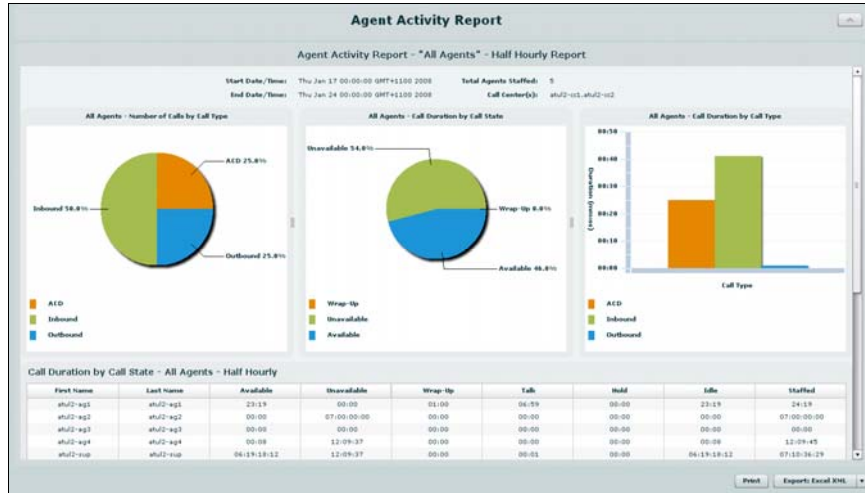 Agent Activity Report
Agent Activity Report - "All Agents" - Half Hourly Report
Start Date/Time: Thu Jan 17 00:00:00 GMT+1100 2008 Total Agents Staffed: 5
End Date/Time: Thu Jan 24 00:00:00 GMT+1100 2008 Call Center(s): atul2-cc1,atul2-cc2
All Agents - Number of Calls by Call Type
ACD 25.0%
Inbound 50.0%
Outbound 25.0%
ACD
Inbound
Outbound
All Agents - Call Duration by Call State
Unavailable 54.0%
Wrap-Up 0.0%
Available 46.0%
Wrap-Up
Unavailable
Available
All Agents - Call Duration by Call Type
00:50
00:40
00:30
00:20
00:10
00:00
Duration (mm:ss)
Call Type
ACD
Inbound
Outbound
Call Duration by Call State - All Agents - Half Hourly
First Name Last Name Available Unavailable Wrap-Up Talk Hold Idle Staffed
atul2-ag1 atul2-ag1 23:19 00:00 01:00 06:59 00:00 23:19 24:19
atul2-ag2 atul2-ag2 00:00 07:00:00:00 00:00 00:00 00:00 00:00 07:00:00:00
atul2-ag3 atul2-ag3 00:00 00:00 00:00 00:00 00:00 00:00 00:00
atul2-ag4 atul2-ag4 00:08 12:09:37 00:00 00:00 00:00 00:08 12:09:45
atul2-sup atul2-sup 06:19:18:12 12:09:37 00:00 00:01 00:00 06:19:18:12 07:10:36:29
Print Export: Excel XML